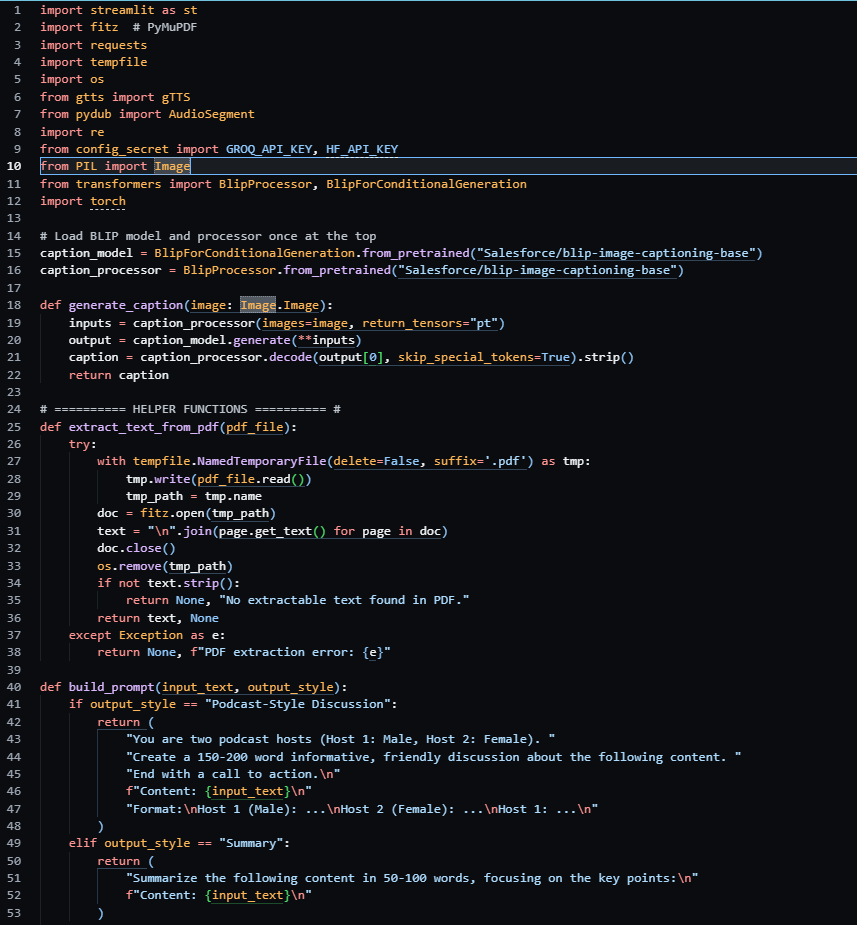 1 import streamlit as st
2 import fitz  # PyMuPDF
3 import requests
4 import tempfile
5 import os
6 from gtts import gTTS
7 from pydub import AudioSegment
8 import re
9 from config_secret import GROQ_API_KEY, HF_API_KEY
10 from PIL import Image
11 from transformers import BlipProcessor, BlipForConditionalGeneration
12 import torch
13
14 # Load BLIP model and processor once at the top
15 caption_model = BlipForConditionalGeneration.from_pretrained("Salesforce/blip-image-captioning-base")
16 caption_processor = BlipProcessor.from_pretrained("Salesforce/blip-image-captioning-base")
17
18 def generate_caption(image: Image.Image):
19     inputs = caption_processor(images=image, return_tensors="pt")
20     output = caption_model.generate(**inputs)
21     caption = caption_processor.decode(output[0], skip_special_tokens=True).strip()
22     return caption
23
24 # ========== HELPER FUNCTIONS ========== #
25 def extract_text_from_pdf(pdf_file):
26     try:
27         with tempfile.NamedTemporaryFile(delete=False, suffix='.pdf') as tmp:
28             tmp.write(pdf_file.read())
29             tmp_path = tmp.name
30         doc = fitz.open(tmp_path)
31         text = "\n".join(page.get_text() for page in doc)
32         doc.close()
33         os.remove(tmp_path)
34         if not text.strip():
35             return None, "No extractable text found in PDF."
36         return text, None
37     except Exception as e:
38         return None, f"PDF extraction error: {e}"
39
40 def build_prompt(input_text, output_style):
41     if output_style == "Podcast-Style Discussion":
42         return (
43             "You are two podcast hosts (Host 1: Male, Host 2: Female). "
44             "Create a 150-200 word informative, friendly discussion about the following content. "
45             "End with a call to action.\n"
46             f"Content: {input_text}\n"
47             "Format:\nHost 1 (Male): ...\nHost 2 (Female): ...\nHost 1: ...\n"
48         )
49     elif output_style == "Summary":
50         return (
51             "Summarize the following content in 50-100 words, focusing on the key points:\n"
52             f"Content: {input_text}\n"
53         )